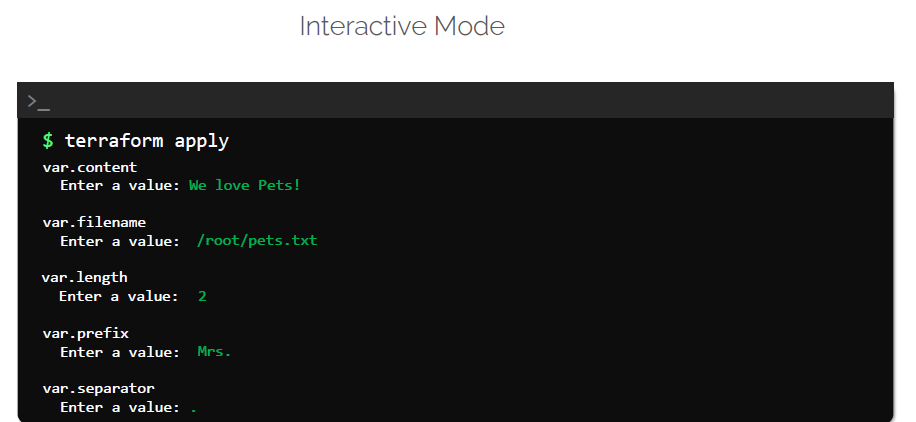 Interactive Mode
>_
$ terraform apply
var.content
Enter a value: We love Pets!
var.filename
Enter a value: /root/pets.txt
var.length
Enter a value: 2
var.prefix
Enter a value: Mrs.
var.separator
Enter a value: .